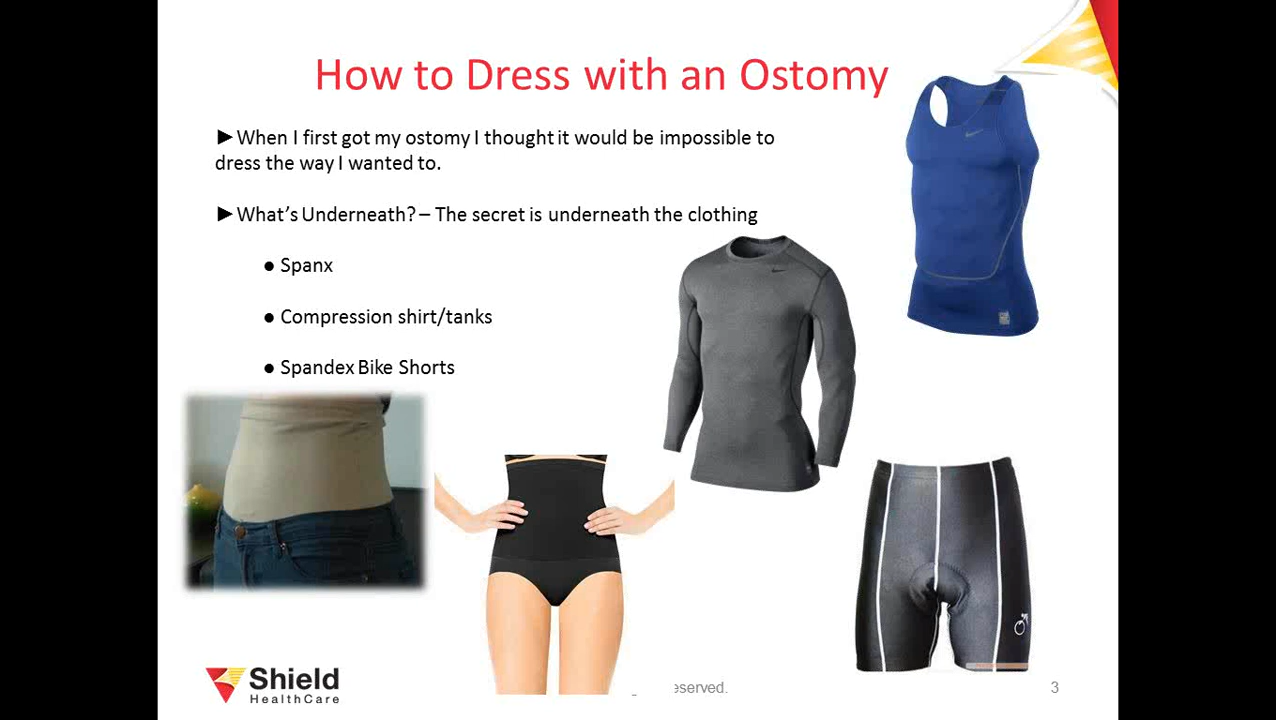 How to Dress with an Ostomy
►When I first got my ostomy I thought it would be impossible to
dress the way I wanted to.
►What's Underneath? – The secret is underneath the clothing
● Spanx
● Compression shirt/tanks
● Spandex Bike Shorts
Shield
HealthCare
3